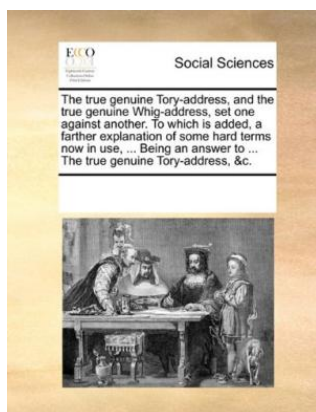 ECCO
Social Sciences
The true genuine Tory-address, and the
true genuine Whig-address, set one
against another. To which is added, a
farther explanation of some hard terms
now in use, ... Being an answer to ...
The true genuine Tory-address, &c.